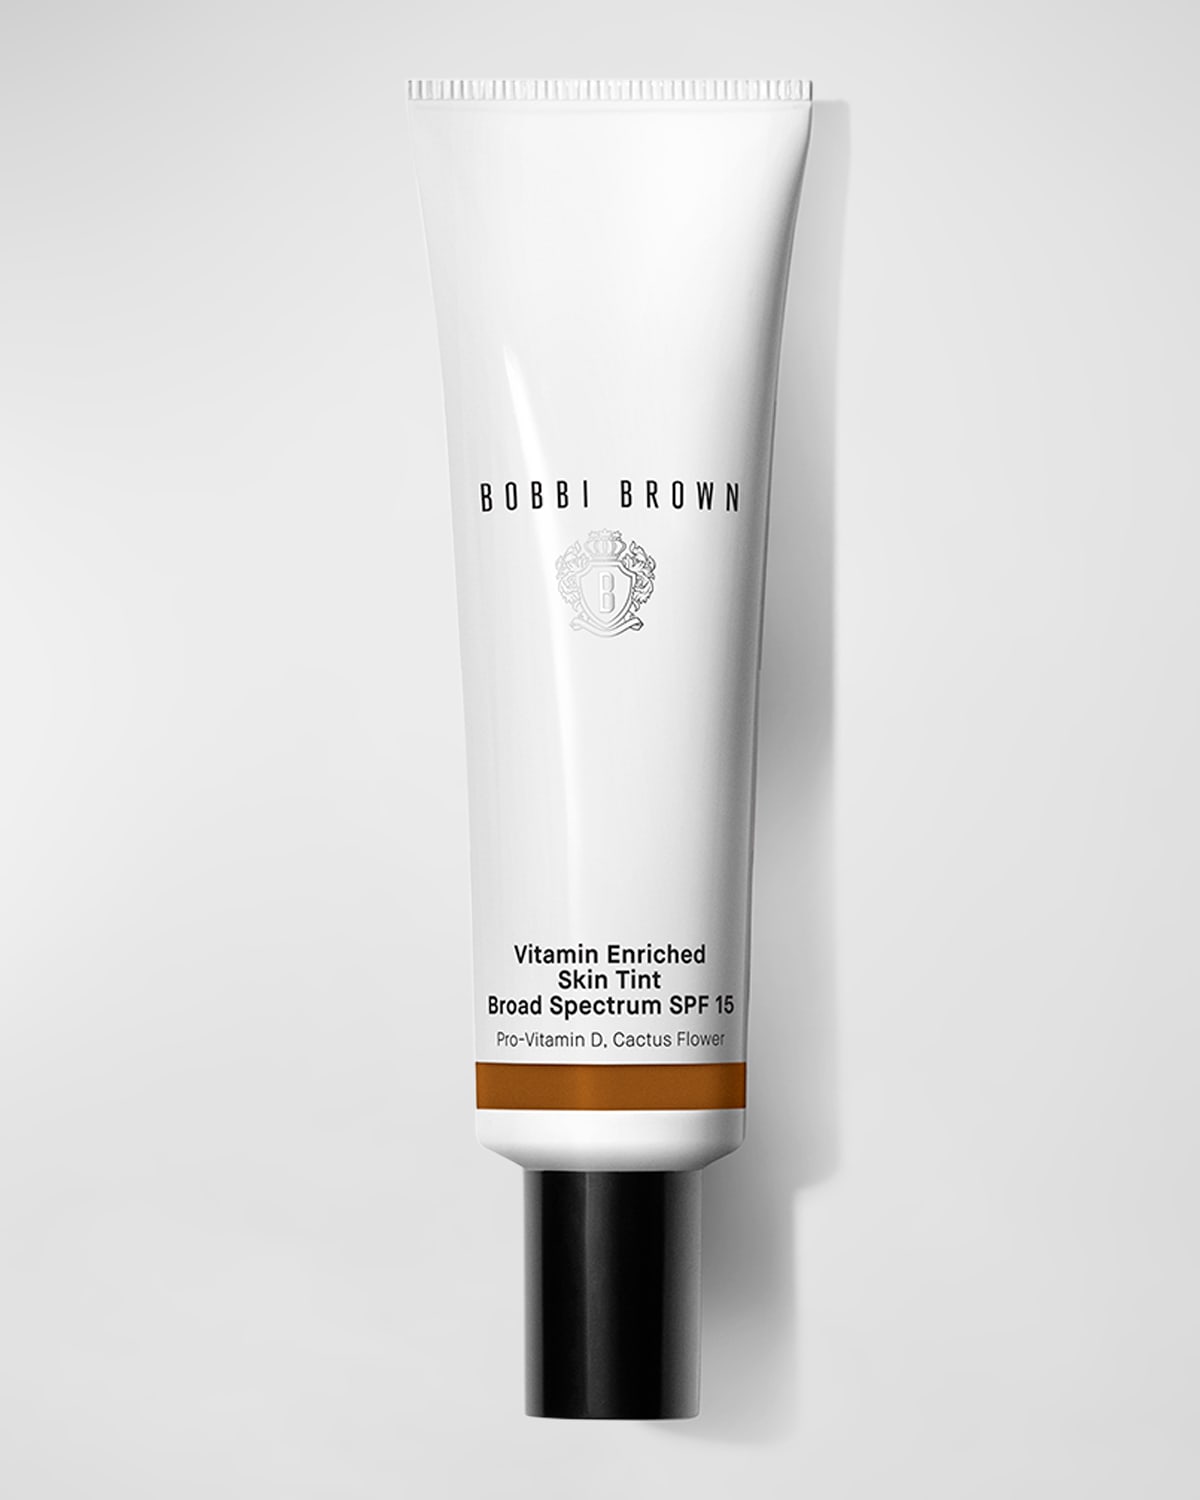 BOBBI BROWN
B
Vitamin Enriched
Skin Tint
Broad Spectrum SPF 15
Pro-Vitamin D, Cactus Flower